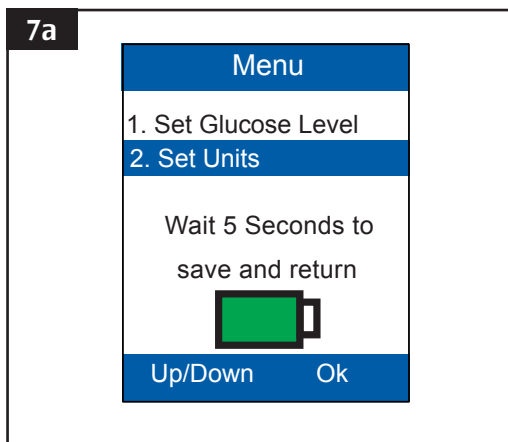 7a
Menu
1. Set Glucose Level
2. Set Units
Wait 5 Seconds to
save and return
Up/Down Ok